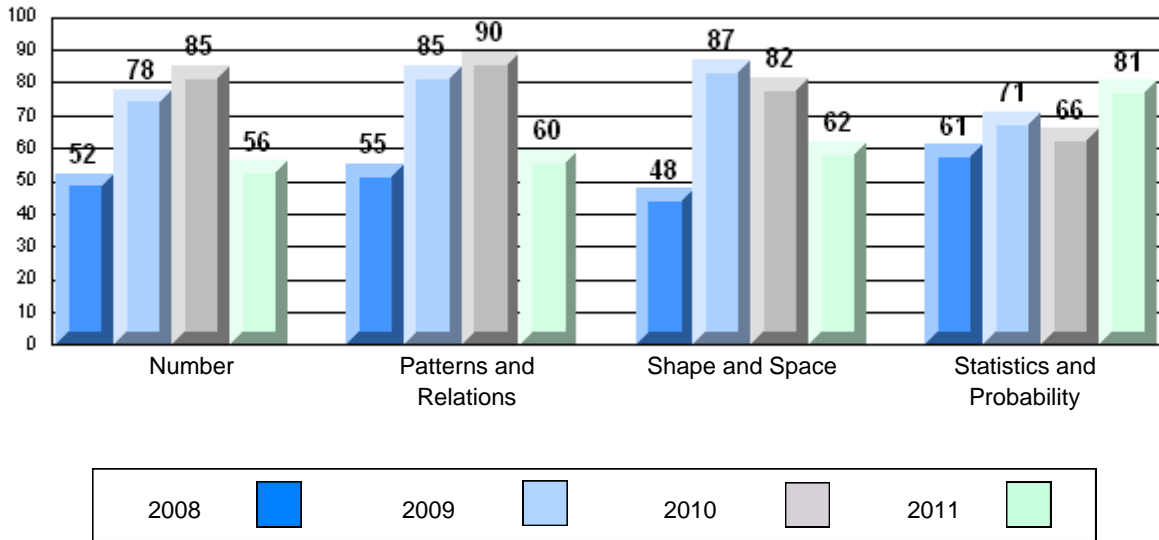 100
90
80
70
60
50
40
30
20
10
0
52 78 85 56
55 85 90 60
48 87 82 62
61 71 66 81
Number
Patterns and
Relations
Shape and Space
Statistics and
Probability
2008 2009 2010 2011